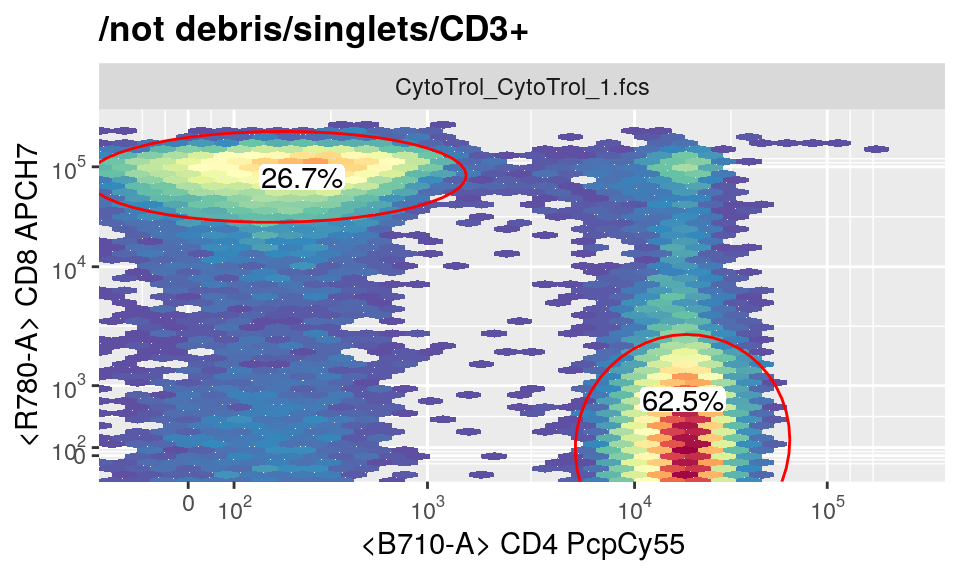 /not debris/singlets/CD3+
CytoTrol_CytoTrol_1.fcs
<R780-A> CD8 APCH7
10^5
10^4
10^3
10^2
0
26.7%
62.5%
0 10^2 10^3 10^4 10^5
<B710-A> CD4 PcpCy55